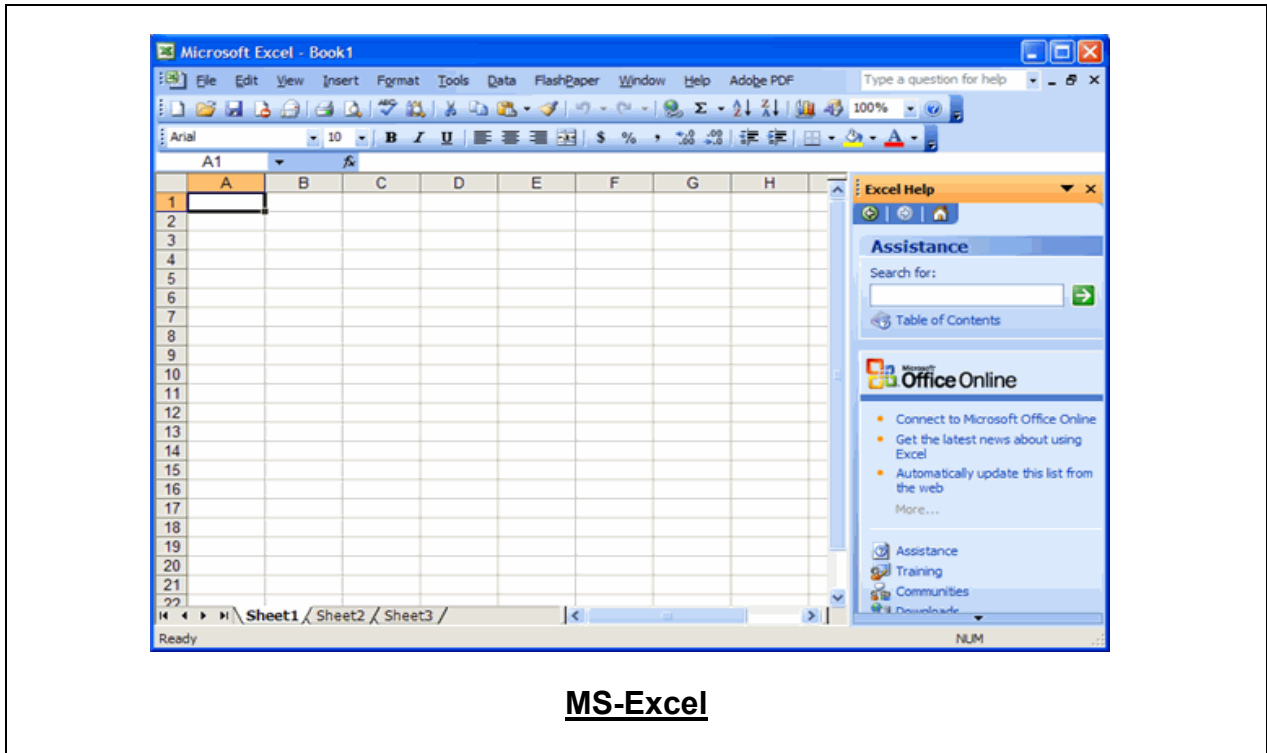 Microsoft Excel - Book1
File Edit View Insert Format Tools Data FlashPaper Window Help Adobe PDF Type a question for help
100%
Arial 10 B I U $ % ,
A1 fx
A B C D E F G H
1
2
3
4
5
6
7
8
9
10
11
12
13
14
15
16
17
18
19
20
21
22
Excel Help
Assistance
Search for:
Table of Contents
Microsoft
Office Online
Connect to Microsoft Office Online
Get the latest news about using
Excel
Automatically update this list from
the web
More...
Assistance
Training
Communities
Downloads
Sheet1 Sheet2 Sheet3
Ready NUM
MS-Excel